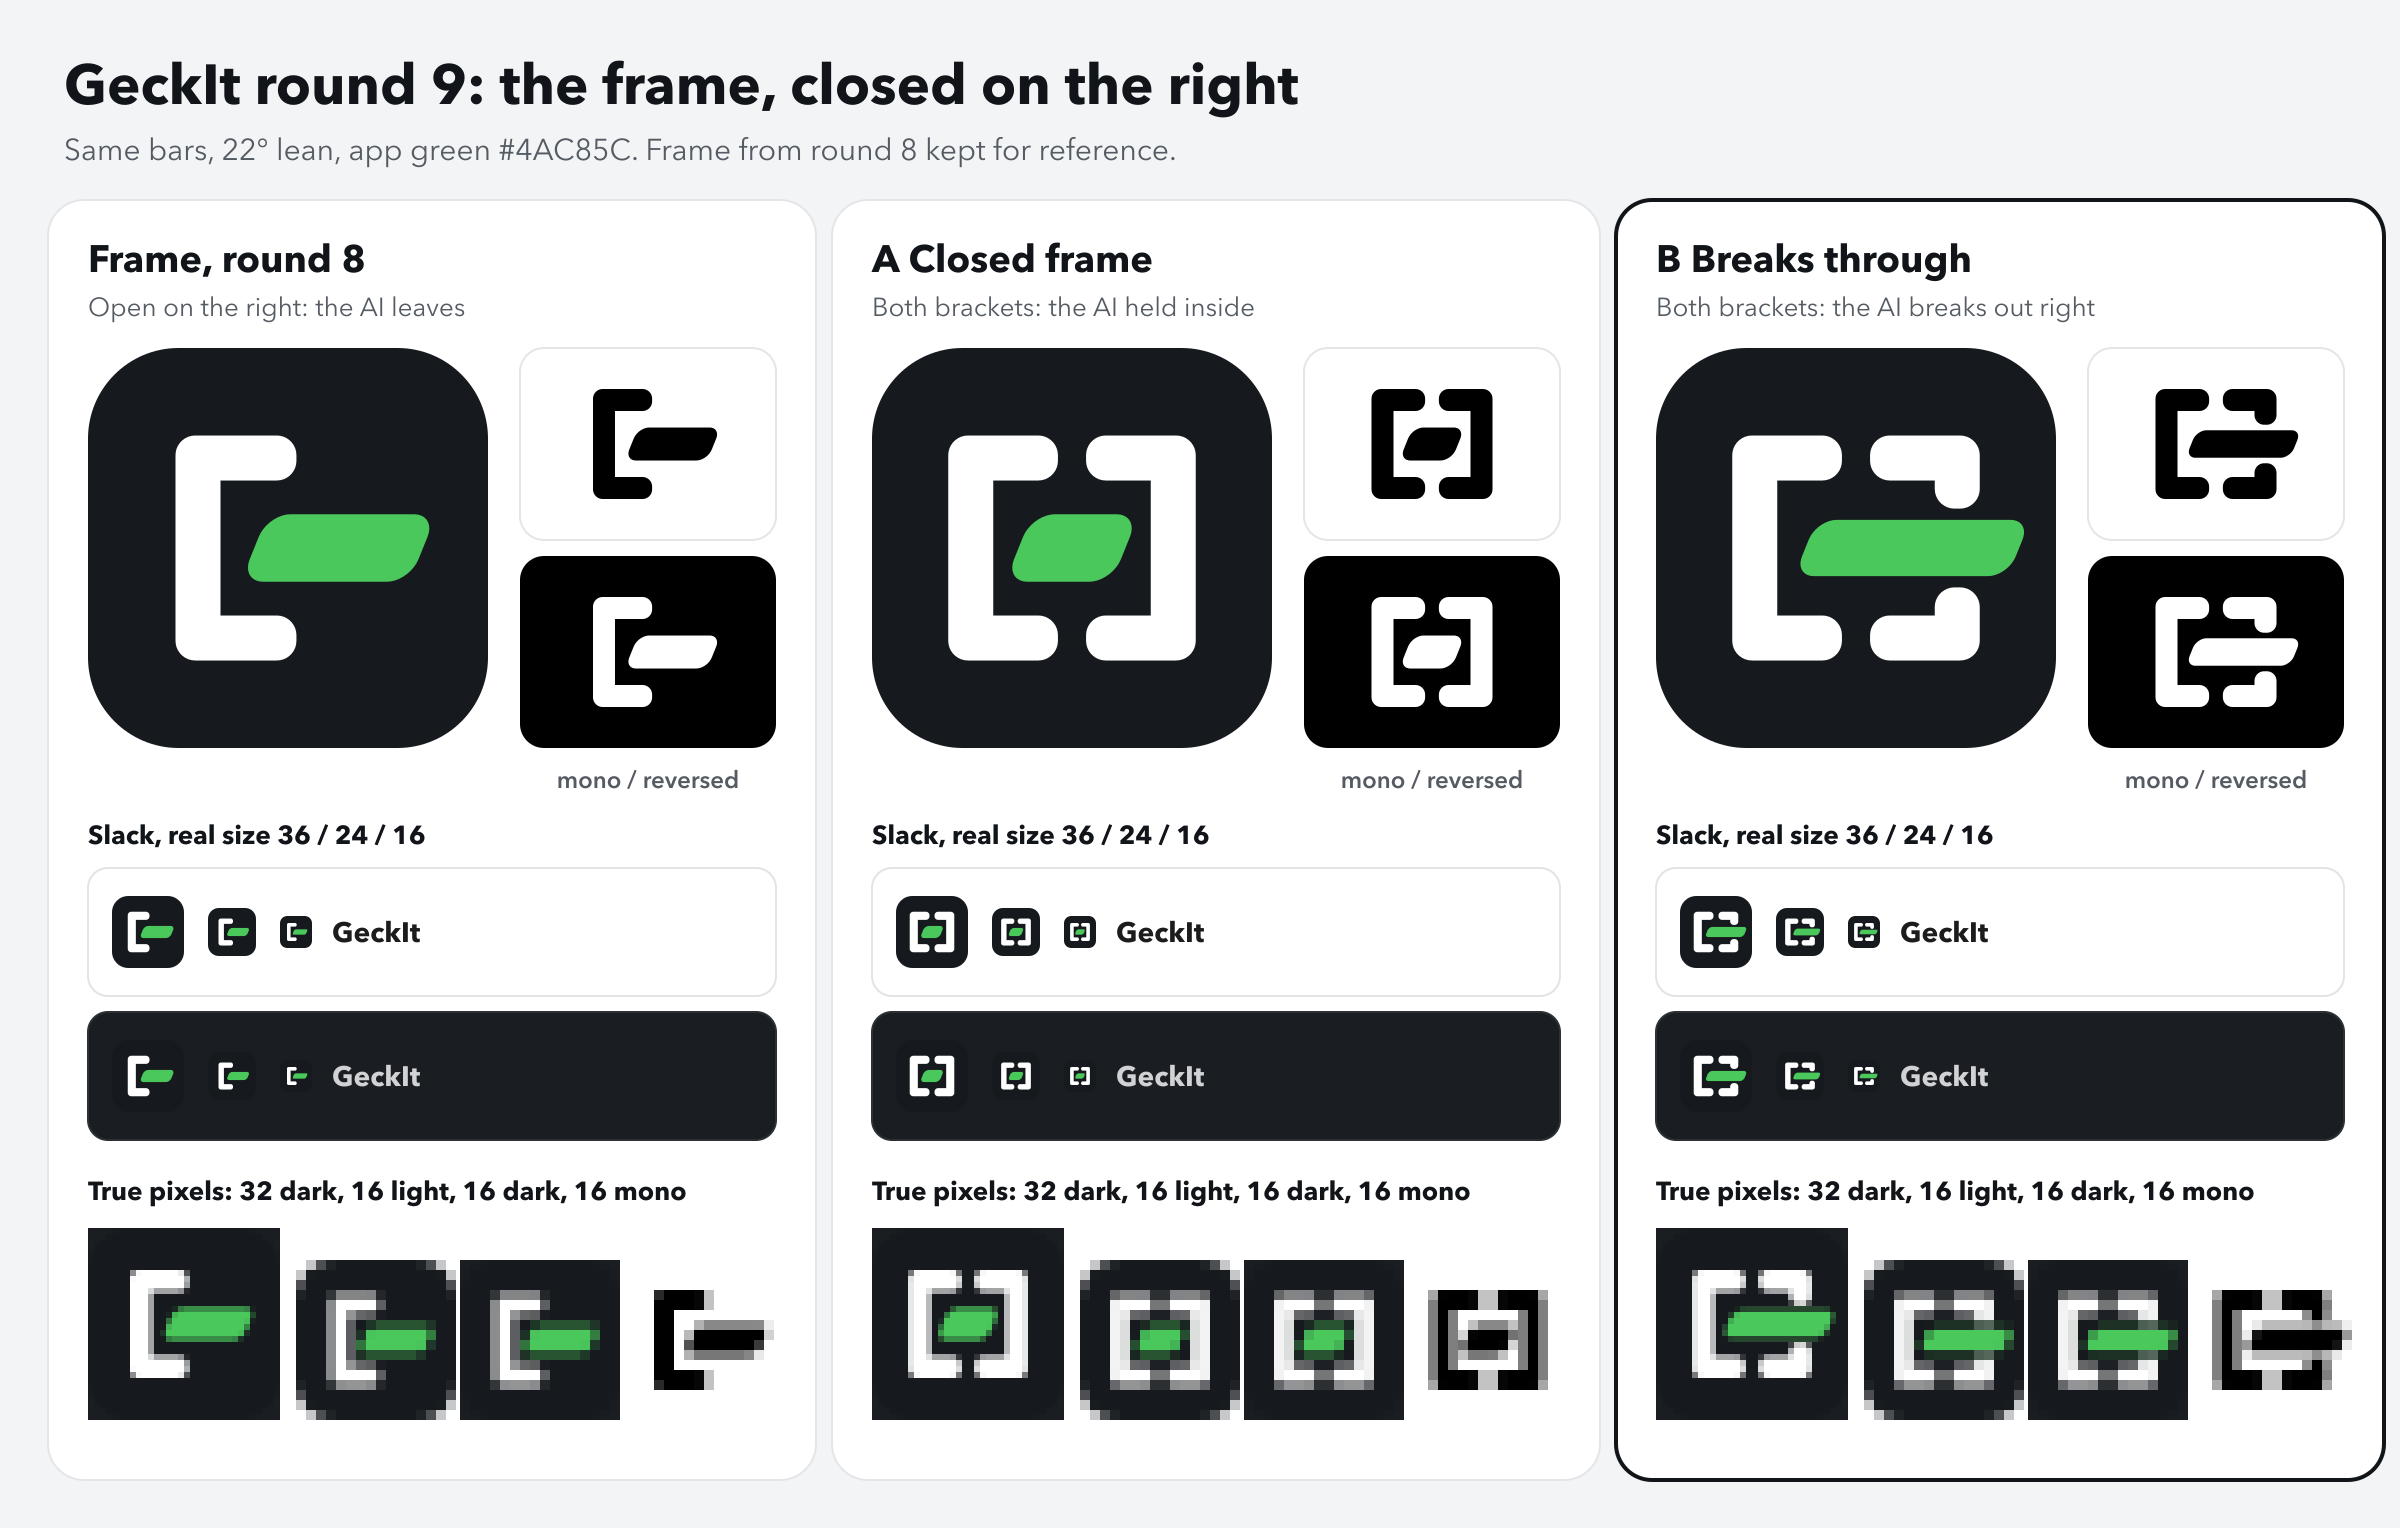 GeckIt round 9: the frame, closed on the right
Same bars, 22° lean, app green #4AC85C. Frame from round 8 kept for reference.
Frame, round 8
Open on the right: the AI leaves
mono / reversed
Slack, real size 36 / 24 / 16
GeckIt
GeckIt
True pixels: 32 dark, 16 light, 16 dark, 16 mono
A Closed frame
Both brackets: the AI held inside
mono / reversed
Slack, real size 36 / 24 / 16
GeckIt
GeckIt
True pixels: 32 dark, 16 light, 16 dark, 16 mono
B Breaks through
Both brackets: the AI breaks out right
mono / reversed
Slack, real size 36 / 24 / 16
GeckIt
GeckIt
True pixels: 32 dark, 16 light, 16 dark, 16 mono